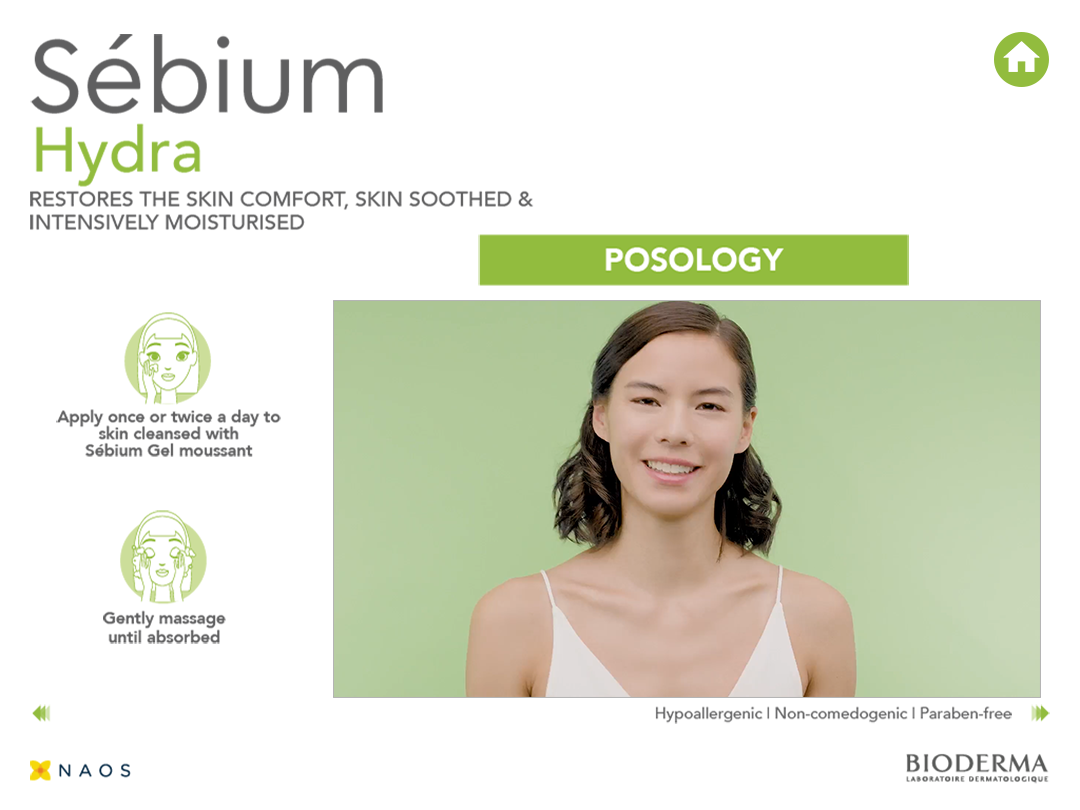 Sébium
Hydra
RESTORES THE SKIN COMFORT, SKIN SOOTHED &
INTENSIVELY MOISTURISED
POSOLOGY
Apply once or twice a day to
skin cleansed with
Sébium Gel moussant
Gently massage
until absorbed
Hypoallergenic | Non-comedogenic | Paraben-free
NAOS
BIODERMA
LABORATOIRE DERMATOLOGIQUE